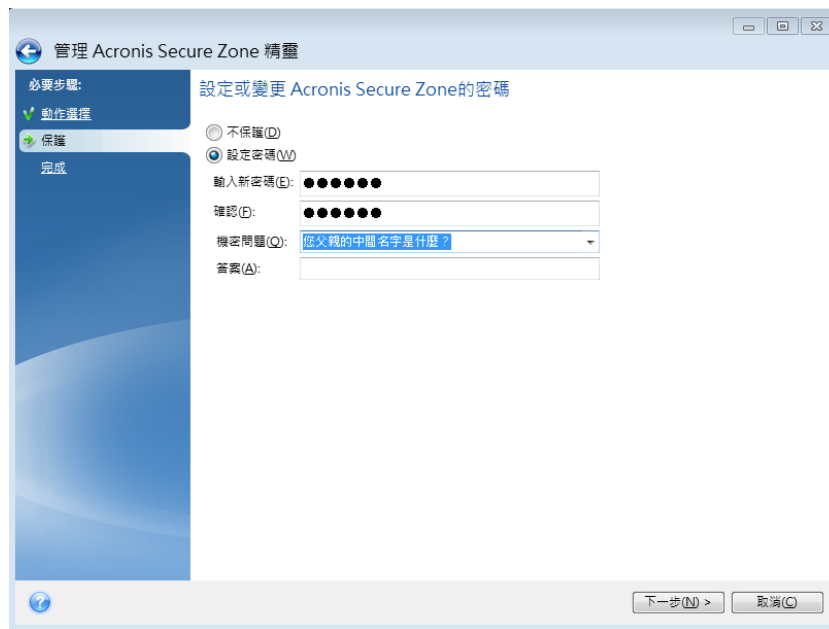 管理 Acronis Secure Zone 精靈
必要步驟:
動作選擇
保護
完成
設定或變更 Acronis Secure Zone的密碼
不保護(D)
設定密碼(W)
輸入新密碼(E): ●●●●●●
確認(F): ●●●●●●
機密問題(Q): 您父親的中間名字是什麼？
答案(A):
下一步(N) >
取消(C)